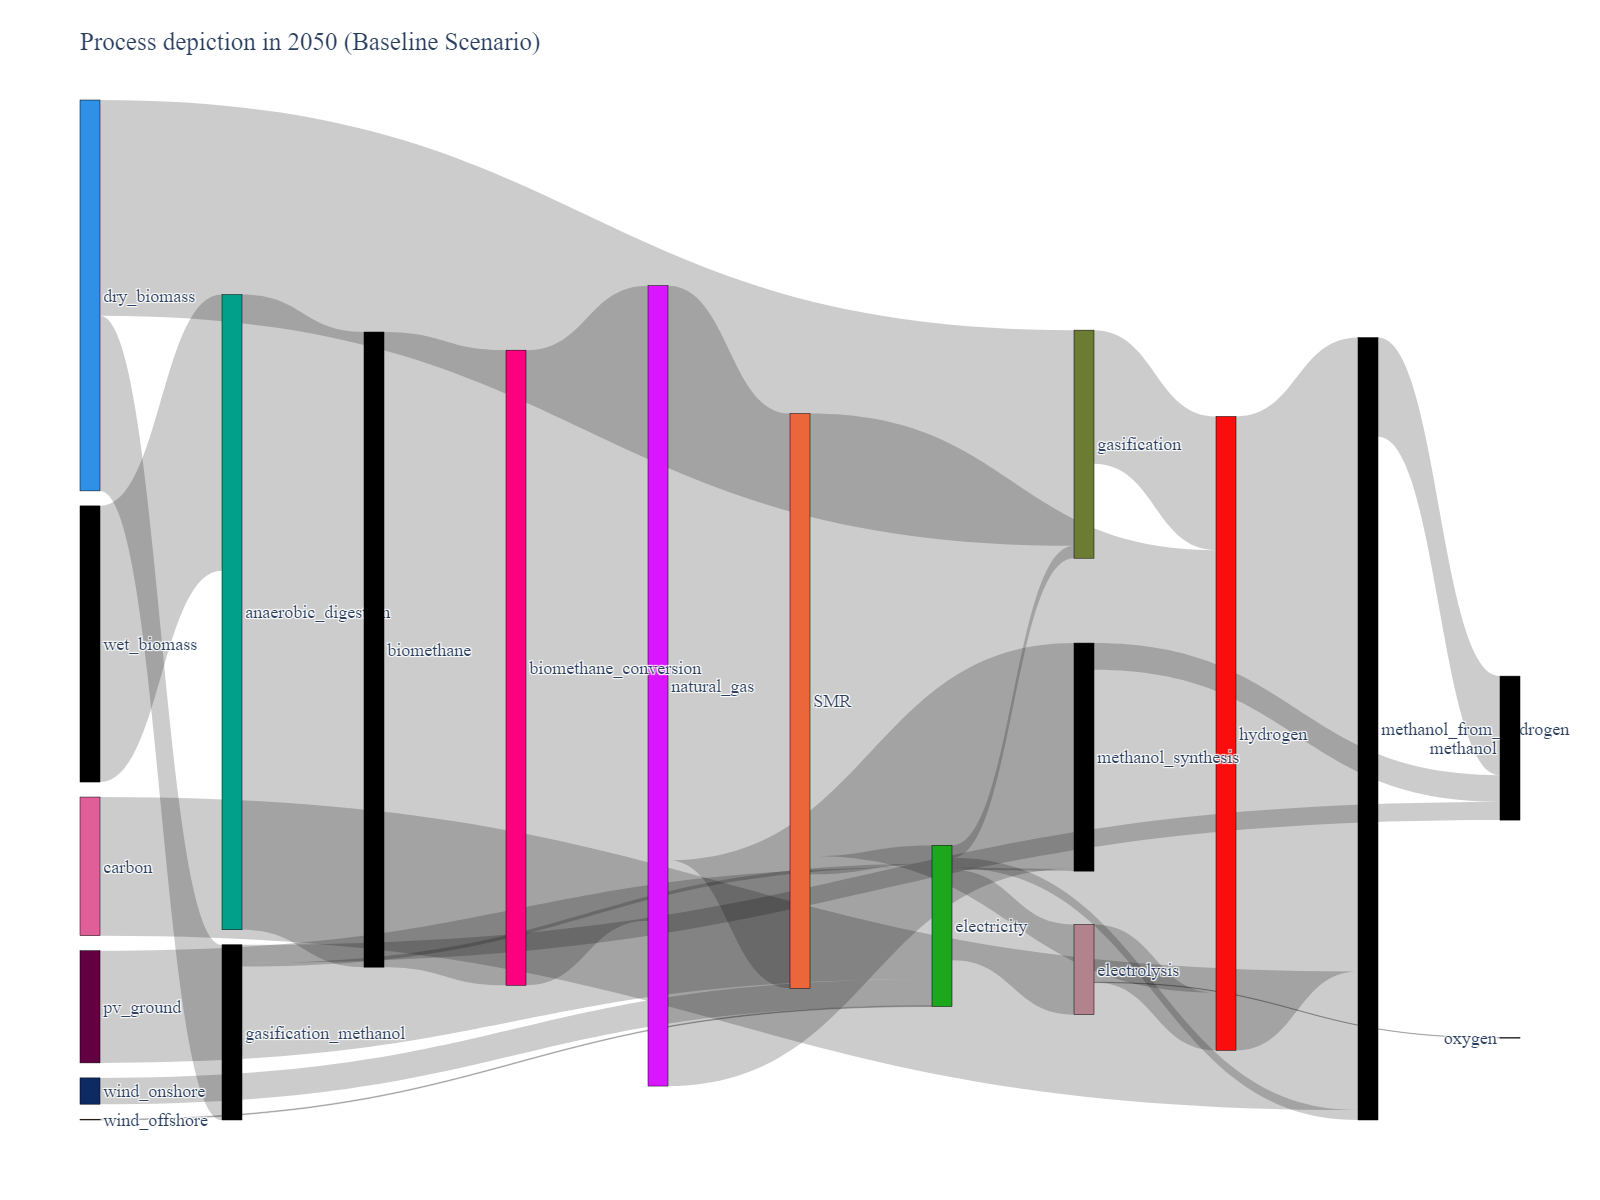 Process depiction in 2050 (Baseline Scenario)
dry_biomass
wet_biomass
carbon
pv_ground
wind_onshore
wind_offshore
anaerobic_digestion
gasification_methanol
biomethane
biomethane_conversion
natural_gas
SMR
electricity
gasification
methanol_synthesis
electrolysis
hydrogen
methanol_from_hydrogen
methanol
oxygen